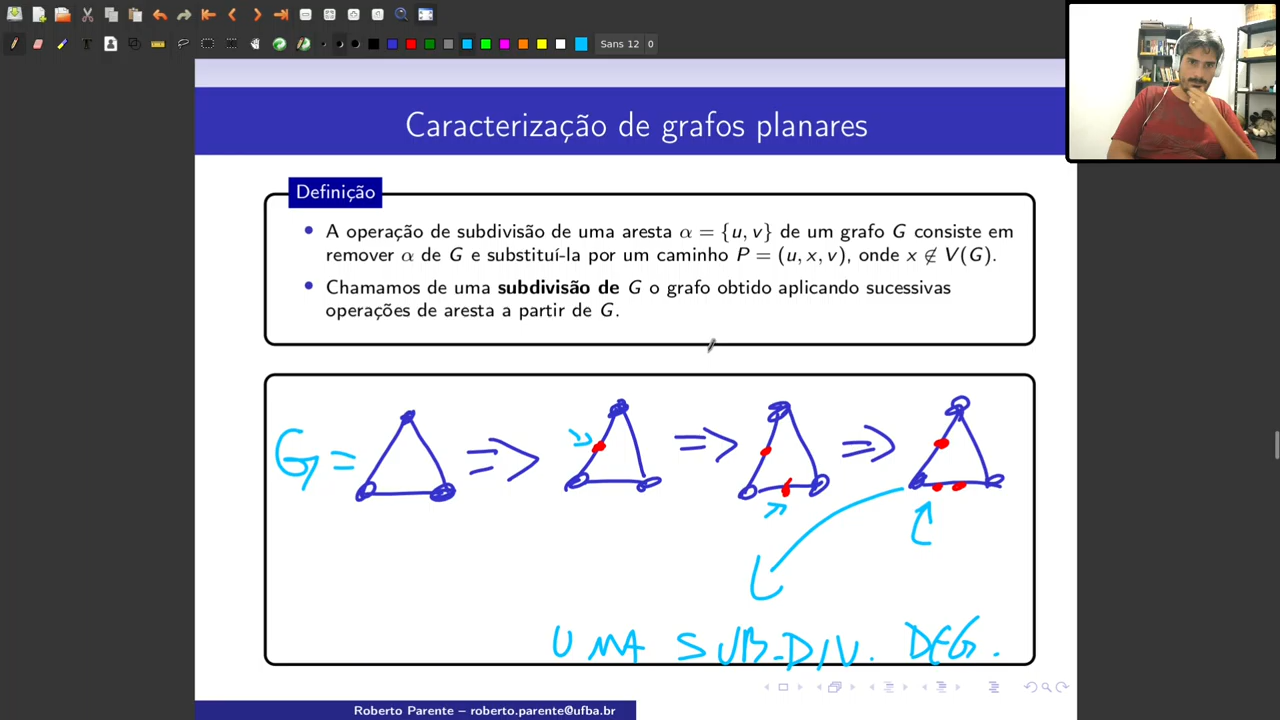 Sans 12 0
Caracterização de grafos planares
Definição
• A operação de subdivisão de uma aresta α = {u, v} de um grafo G consiste em
remover α de G e substituí-la por um caminho P = (u, x, v), onde x ∉ V(G).
• Chamamos de uma subdivisão de G o grafo obtido aplicando sucessivas
operações de aresta a partir de G.
G = ⇒ ⇒ ⇒
UMA SUB-DIV. DE G.
Roberto Parente – roberto.parente@ufba.br